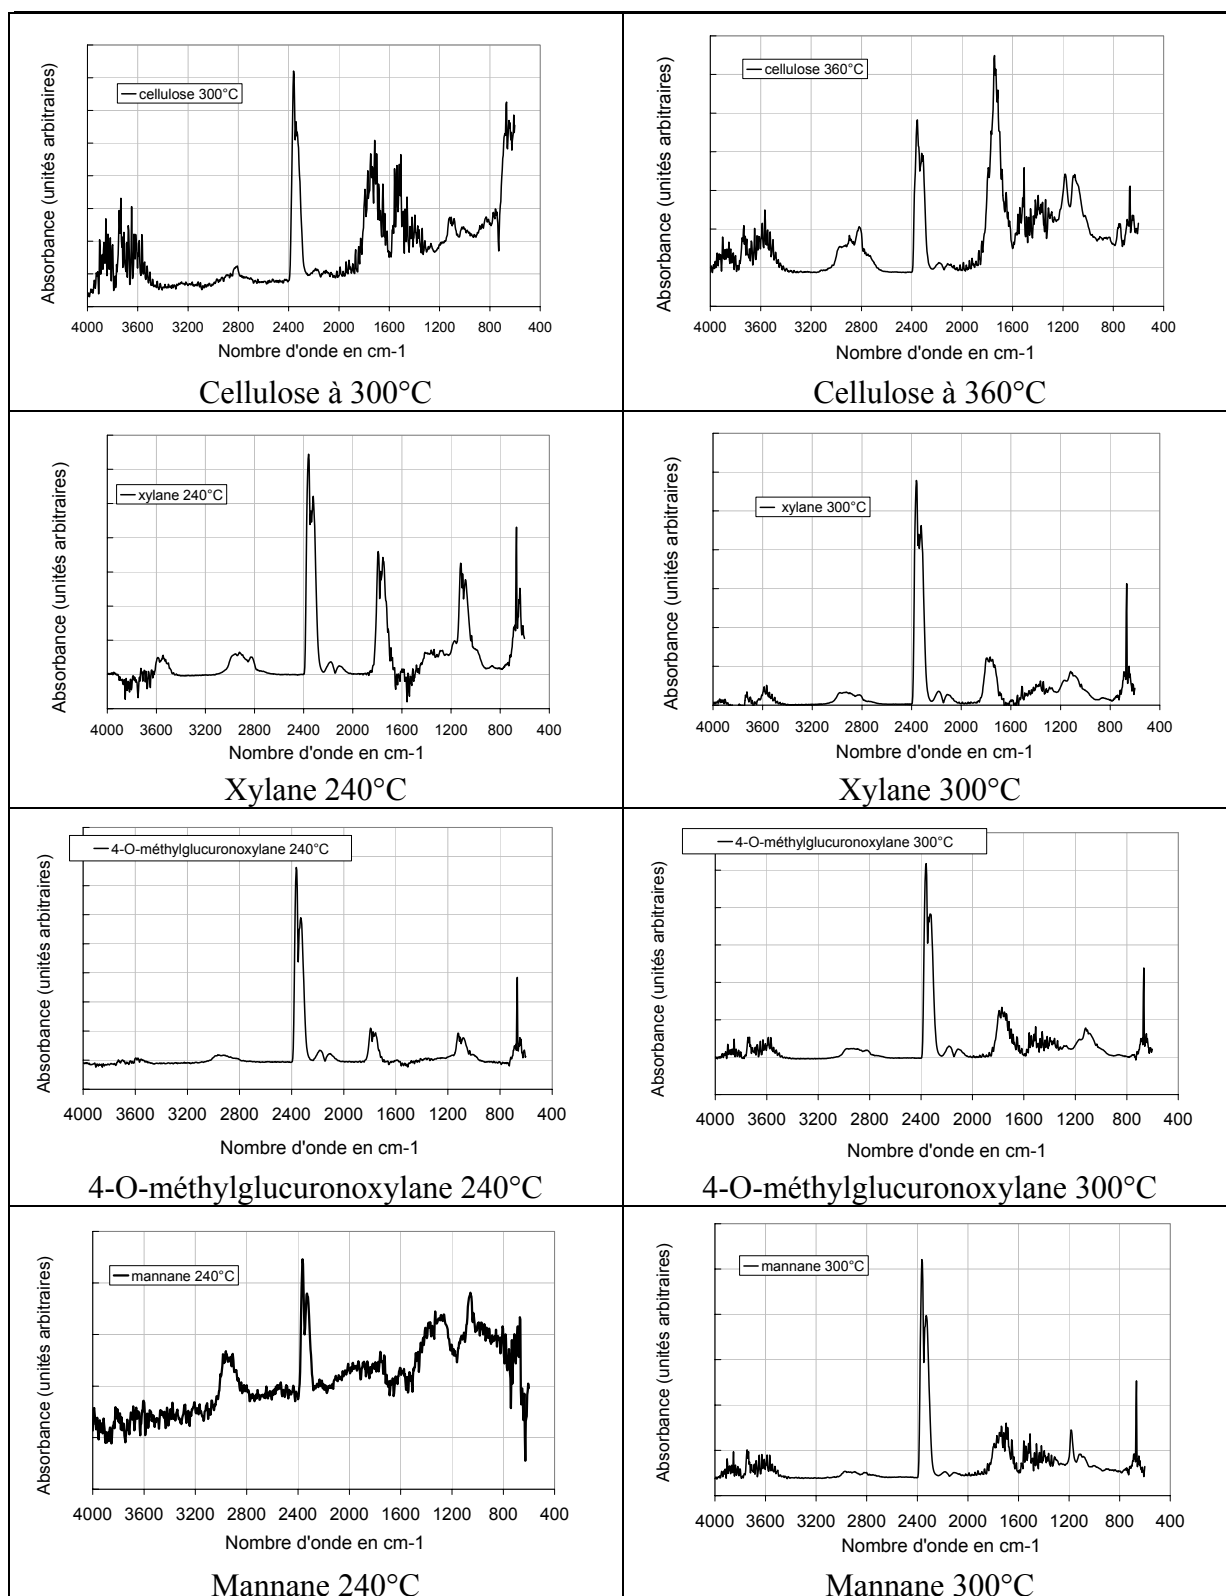 Absorbance (unités arbitraires)
cellulose 300°C
4000 3600 3200 2800 2400 2000 1600 1200 800 400
Nombre d'onde en cm-1
Cellulose à 300°C
Absorbance (unités arbitraires)
cellulose 360°C
4000 3600 3200 2800 2400 2000 1600 1200 800 400
Nombre d'onde en cm-1
Cellulose à 360°C
Absorbance (unités arbitraires)
xylane 240°C
4000 3600 3200 2800 2400 2000 1600 1200 800 400
Nombre d'onde en cm-1
Xylane 240°C
Absorbance (unités arbitraires)
xylane 300°C
4000 3600 3200 2800 2400 2000 1600 1200 800 400
Nombre d'onde en cm-1
Xylane 300°C
Absorbance (unités arbitraires)
4-O-méthylglucuronoxylane 240°C
4000 3600 3200 2800 2400 2000 1600 1200 800 400
Nombre d'onde en cm-1
4-O-méthylglucuronoxylane 240°C
Absorbance (unités arbitraires)
4-O-méthylglucuronoxylane 300°C
4000 3600 3200 2800 2400 2000 1600 1200 800 400
Nombre d'onde en cm-1
4-O-méthylglucuronoxylane 300°C
Absorbance (unités arbitraires)
mannane 240°C
4000 3600 3200 2800 2400 2000 1600 1200 800 400
Nombre d'onde en cm-1
Mannane 240°C
Absorbance (unités arbitraires)
mannane 300°C
4000 3600 3200 2800 2400 2000 1600 1200 800 400
Nombre d'onde en cm-1
Mannane 300°C